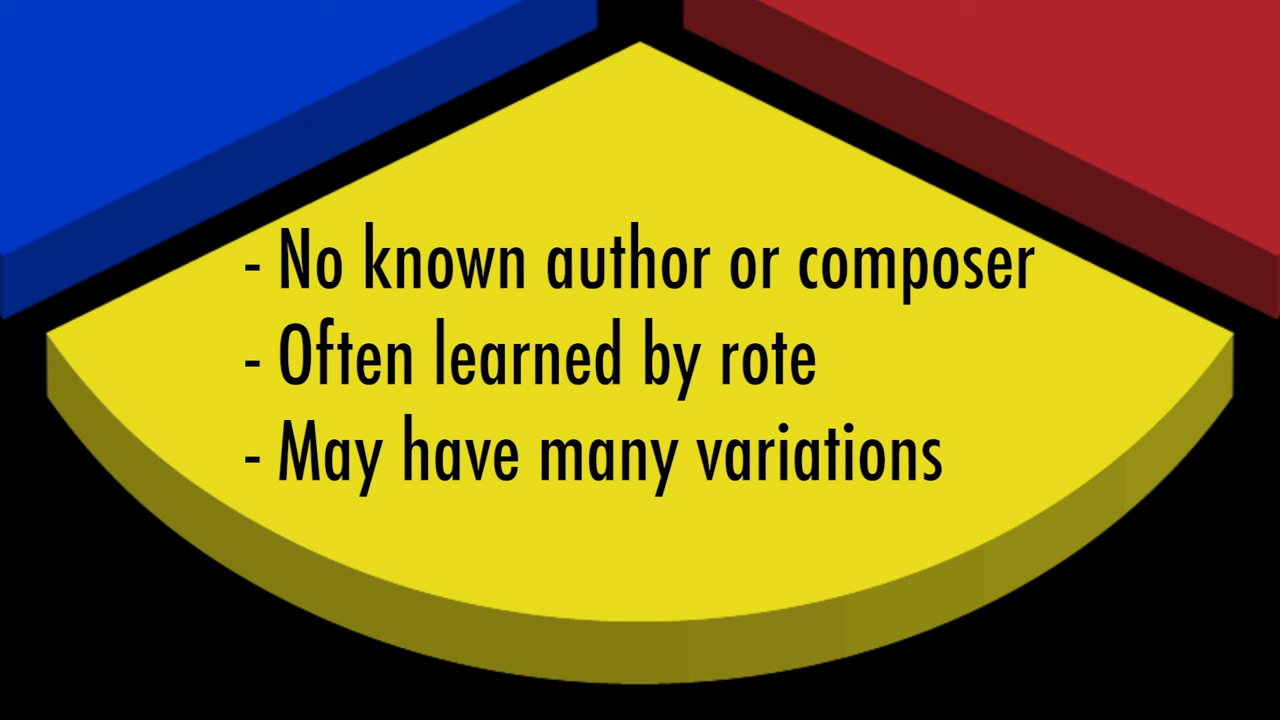 - No known author or composer
- Often learned by rote
- May have many variations